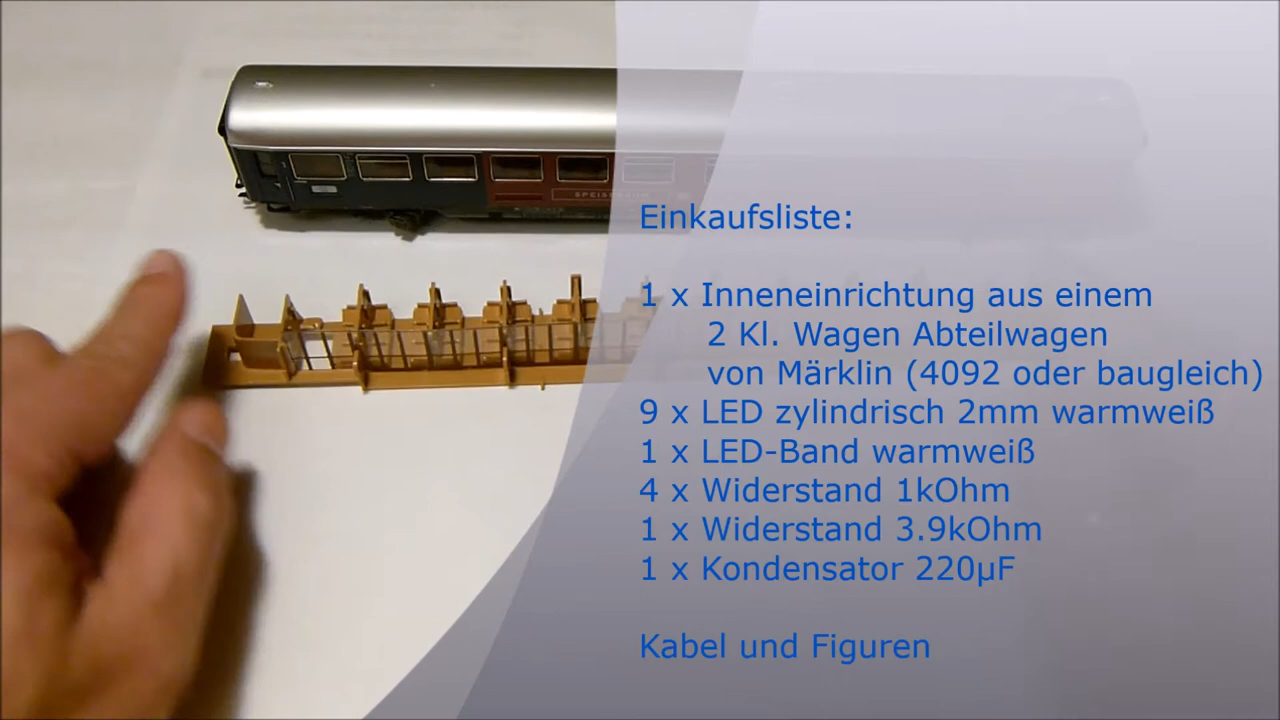 SPEISERAUM
Einkaufsliste:
1 x Inneneinrichtung aus einem
2 Kl. Wagen Abteilwagen
von Märklin (4092 oder baugleich)
9 x LED zylindrisch 2mm warmweiß
1 x LED-Band warmweiß
4 x Widerstand 1kOhm
1 x Widerstand 3.9kOhm
1 x Kondensator 220µF
Kabel und Figuren